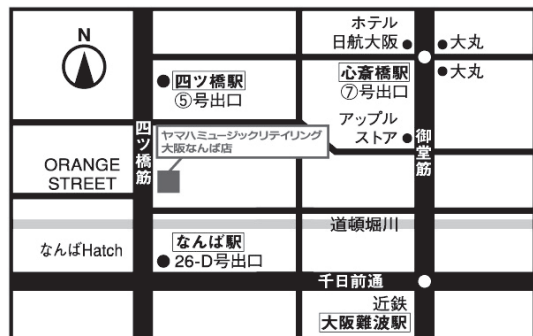 N
ホテル
日航大阪
大丸
大丸
四ツ橋駅
⑤号出口
心斎橋駅
⑦号出口
アップル
ストア
ヤマハミュージックリテイリング
大阪なんば店
四ツ橋筋
御堂筋
ORANGE
STREET
道頓堀川
なんばHatch
なんば駅
26-D号出口
千日前通
近鉄
大阪難波駅